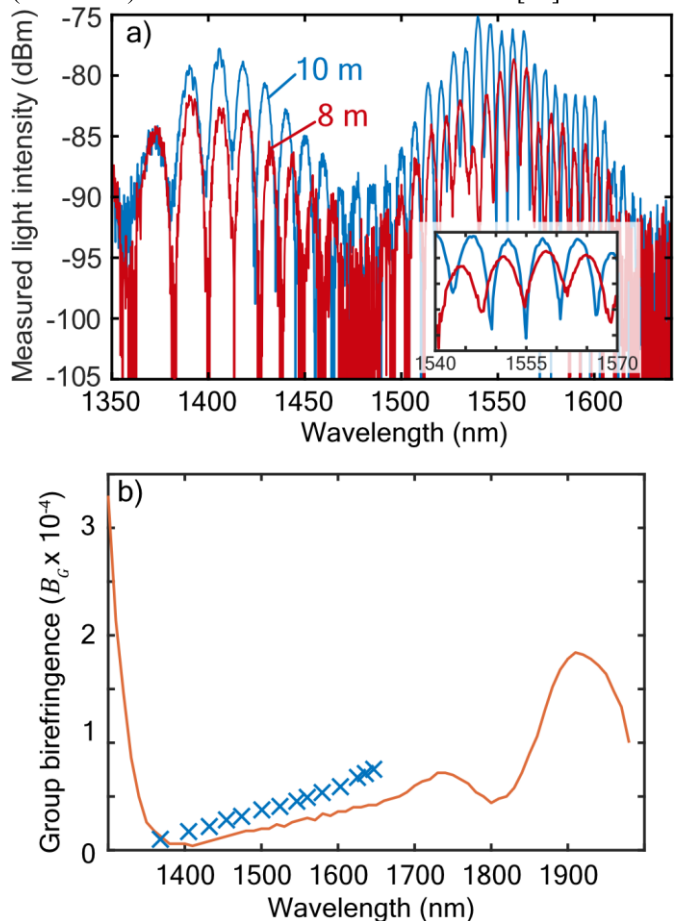 a)
10 m
8 m
Measured light intensity (dBm)
-75
-80
-85
-90
-95
-100
-105
1540 1555 1570
1350 1400 1450 1500 1550 1600
Wavelength (nm)
b)
Group birefringence (B_G x 10^-4)
3
2
1
0
1400 1500 1600 1700 1800 1900
Wavelength (nm)